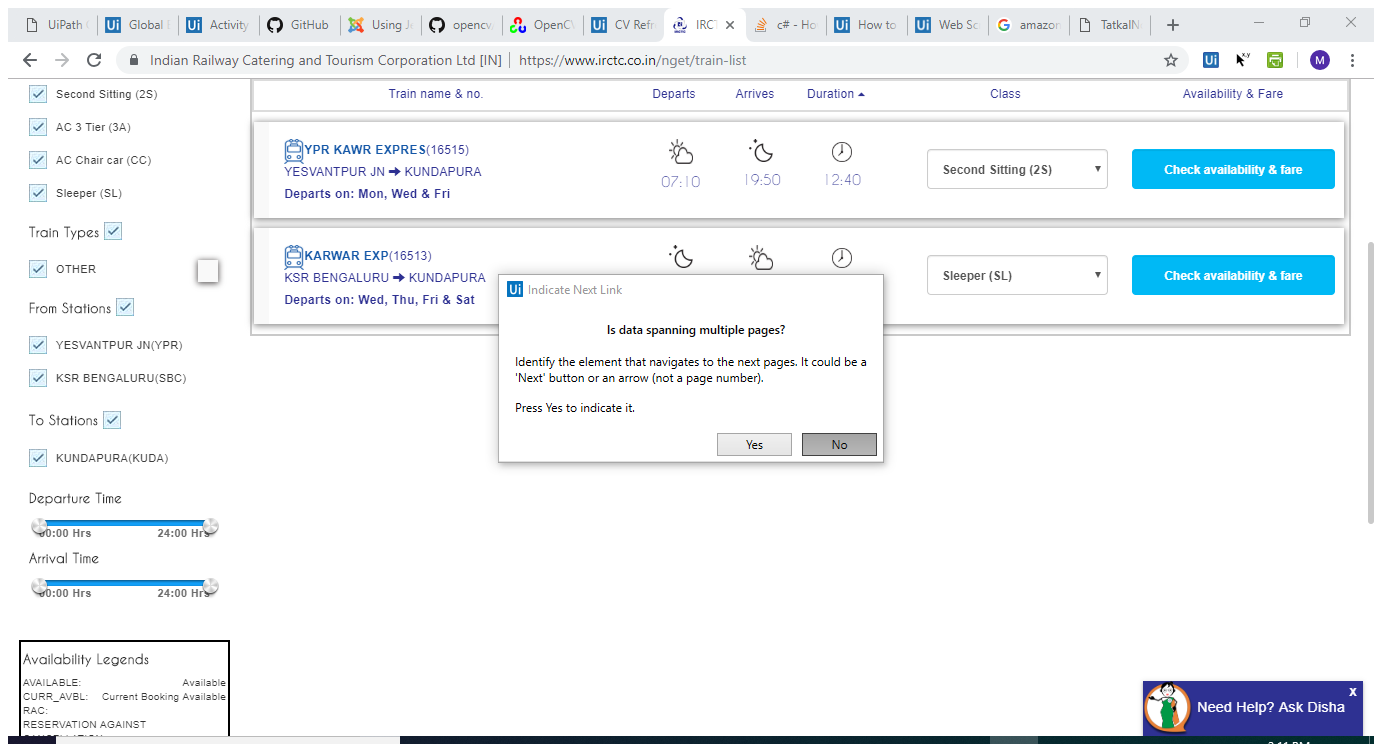 UiPath
Global E
Activity
GitHub
Using Je
opencv
OpenCV
CV Refr
IRCT
c# - Ho
How to
Web Sc
amazon
TatkalN
Indian Railway Catering and Tourism Corporation Ltd [IN] | https://www.irctc.co.in/nget/train-list
Ui
x,y
M
Second Sitting (2S)
AC 3 Tier (3A)
AC Chair car (CC)
Sleeper (SL)
Train Types
OTHER
From Stations
YESVANTPUR JN(YPR)
KSR BENGALURU(SBC)
To Stations
KUNDAPURA(KUDA)
Departure Time
00:00 Hrs 24:00 Hrs
Arrival Time
00:00 Hrs 24:00 Hrs
Availability Legends
AVAILABLE: Available
CURR_AVBL: Current Booking Available
RAC:
RESERVATION AGAINST
CANCELLATION
Train name & no. Departs Arrives Duration Class Availability & Fare
YPR KAWR EXPRES(16515)
YESVANTPUR JN ➔ KUNDAPURA
Departs on: Mon, Wed & Fri
07:10 19:50 12:40
Second Sitting (2S)
Check availability & fare
KARWAR EXP(16513)
KSR BENGALURU ➔ KUNDAPURA
Departs on: Wed, Thu, Fri & Sat
Sleeper (SL)
Check availability & fare
Ui Indicate Next Link
Is data spanning multiple pages?
Identify the element that navigates to the next pages. It could be a
'Next' button or an arrow (not a page number).
Press Yes to indicate it.
Yes No
Need Help? Ask Disha
x